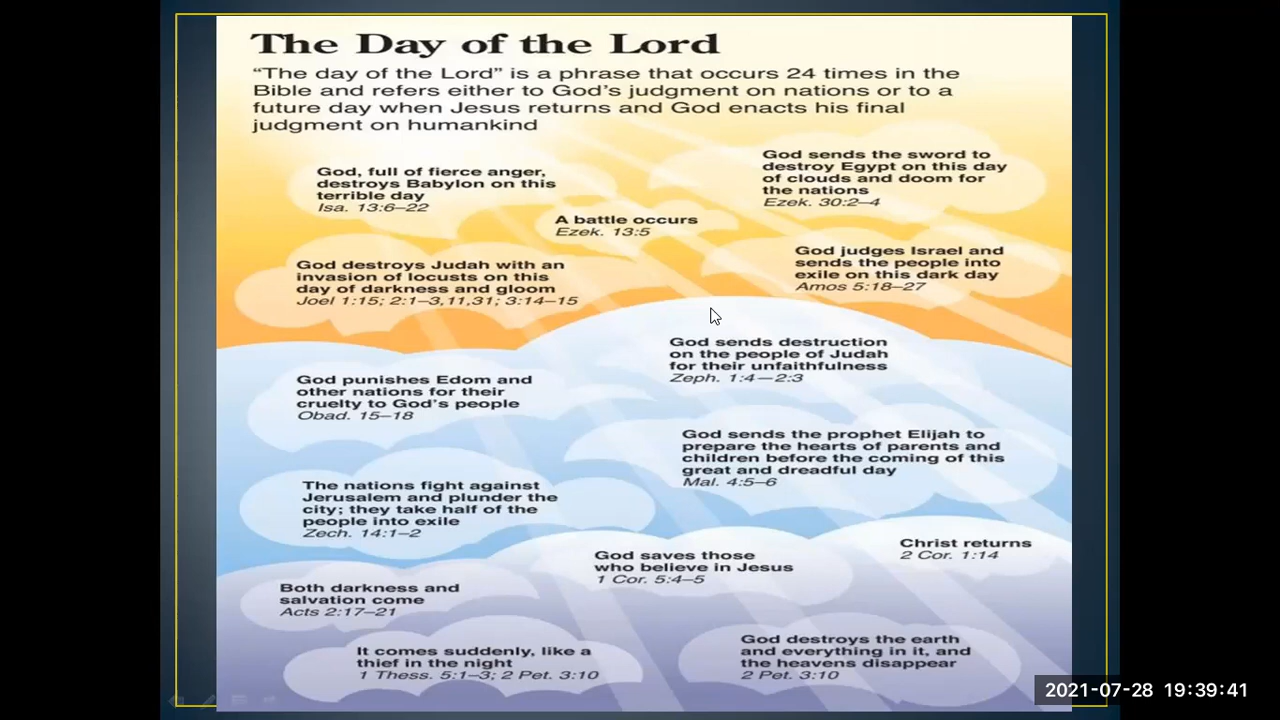 The Day of the Lord
“The day of the Lord” is a phrase that occurs 24 times in the
Bible and refers either to God’s judgment on nations or to a
future day when Jesus returns and God enacts his final
judgment on humankind
God, full of fierce anger,
destroys Babylon on this
terrible day
Isa. 13:6–22
God sends the sword to
destroy Egypt on this day
of clouds and doom for
the nations
Ezek. 30:2–4
A battle occurs
Ezek. 13:5
God destroys Judah with an
invasion of locusts on this
day of darkness and gloom
Joel 1:15; 2:1–3,11,31; 3:14–15
God judges Israel and
sends the people into
exile on this dark day
Amos 5:18–27
God sends destruction
on the people of Judah
for their unfaithfulness
Zeph. 1:4—2:3
God punishes Edom and
other nations for their
cruelty to God’s people
Obad. 15–18
God sends the prophet Elijah to
prepare the hearts of parents and
children before the coming of this
great and dreadful day
Mal. 4:5–6
The nations fight against
Jerusalem and plunder the
city; they take half of the
people into exile
Zech. 14:1–2
God saves those
who believe in Jesus
1 Cor. 5:4–5
Christ returns
2 Cor. 1:14
Both darkness and
salvation come
Acts 2:17–21
It comes suddenly, like a
thief in the night
1 Thess. 5:1–3; 2 Pet. 3:10
God destroys the earth
and everything in it, and
the heavens disappear
2 Pet. 3:10
2021-07-28 19:39:41